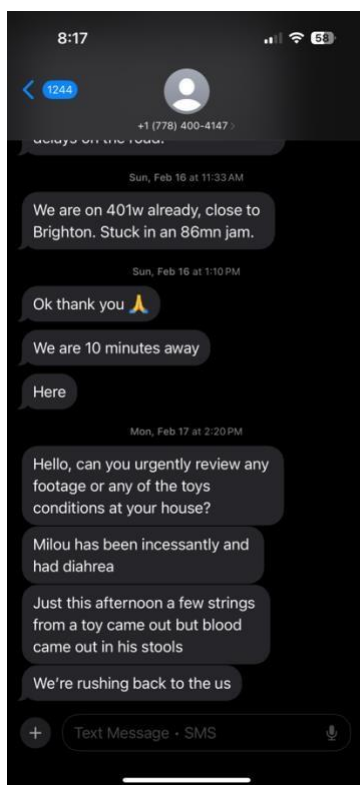 8:17
58
1244
+1 (778) 400-4147
delays on the road.
Sun, Feb 16 at 11:33 AM
We are on 401w already, close to
Brighton. Stuck in an 86mn jam.
Sun, Feb 16 at 1:10 PM
Ok thank you 🙏
We are 10 minutes away
Here
Mon, Feb 17 at 2:20 PM
Hello, can you urgently review any
footage or any of the toys
conditions at your house?
Milou has been incessantly and
had diahrea
Just this afternoon a few strings
from a toy came out but blood
came out in his stools
We're rushing back to the us
Text Message • SMS